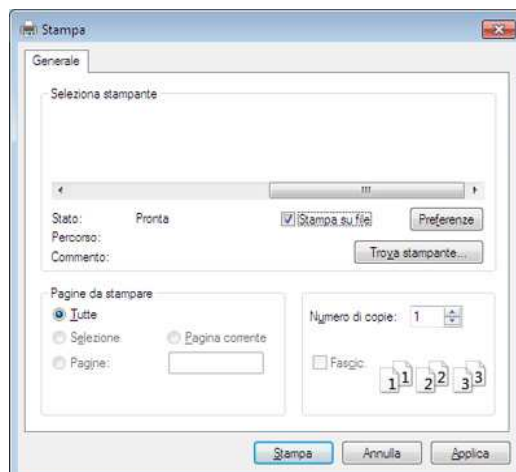 Stampa
Generale
Seleziona stampante
Stato: Pronta
Stampa su file
Preferenze
Percorso:
Commento:
Trova stampante...
Pagine da stampare
Tutte
Selezione
Pagina corrente
Pagine:
Numero di copie: 1
Fascic.
1 1 2 2 3 3
Stampa Annulla Applica